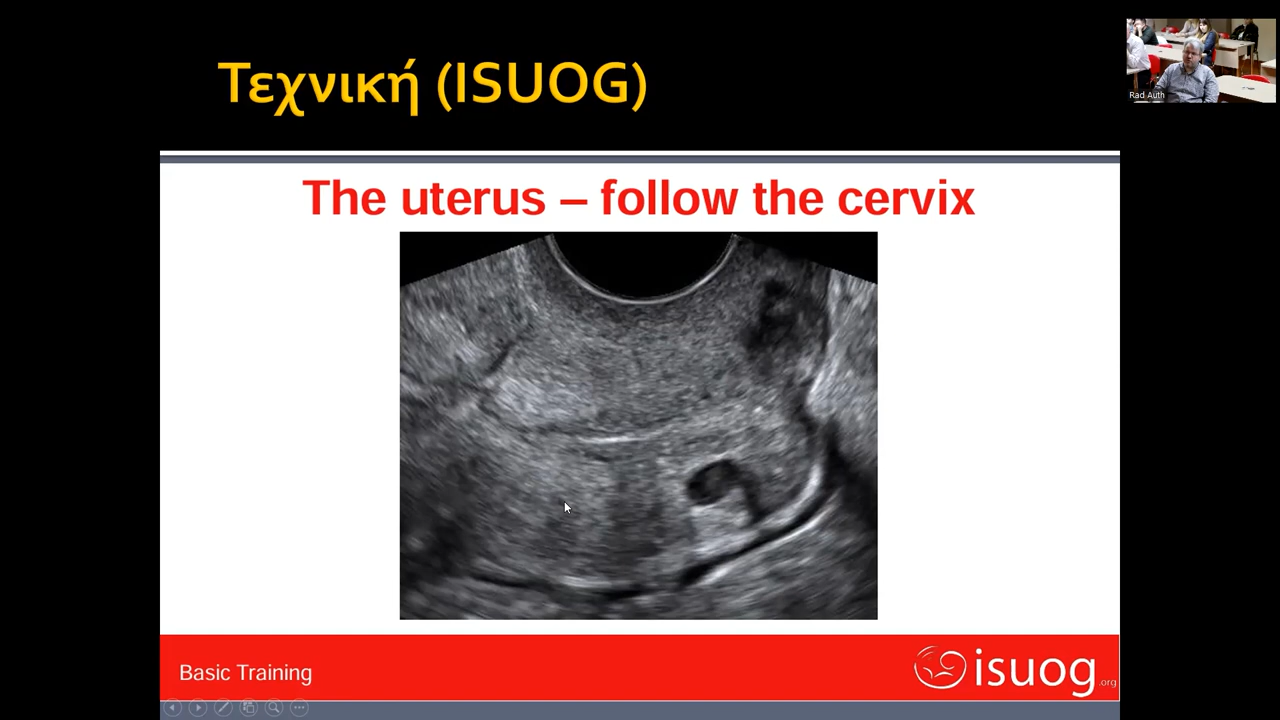 Τεχνική (ISUOG)
Rad Auth
The uterus – follow the cervix
Basic Training
isuog.org